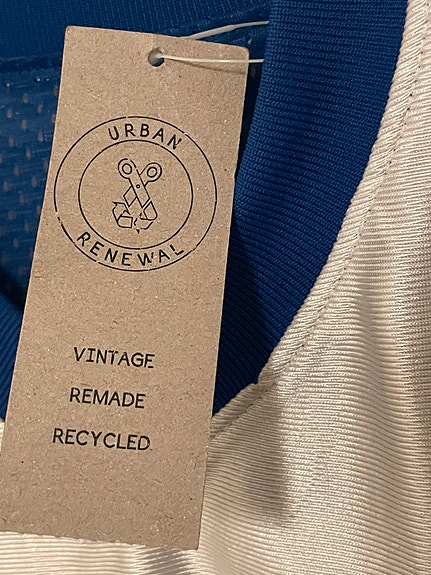 URBAN
RENEWAL
VINTAGE
REMADE
RECYCLED